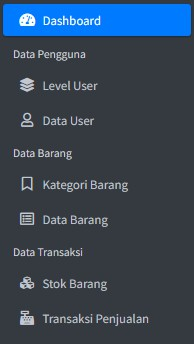 Dashboard
Data Pengguna
Level User
Data User
Data Barang
Kategori Barang
Data Barang
Data Transaksi
Stok Barang
Transaksi Penjualan